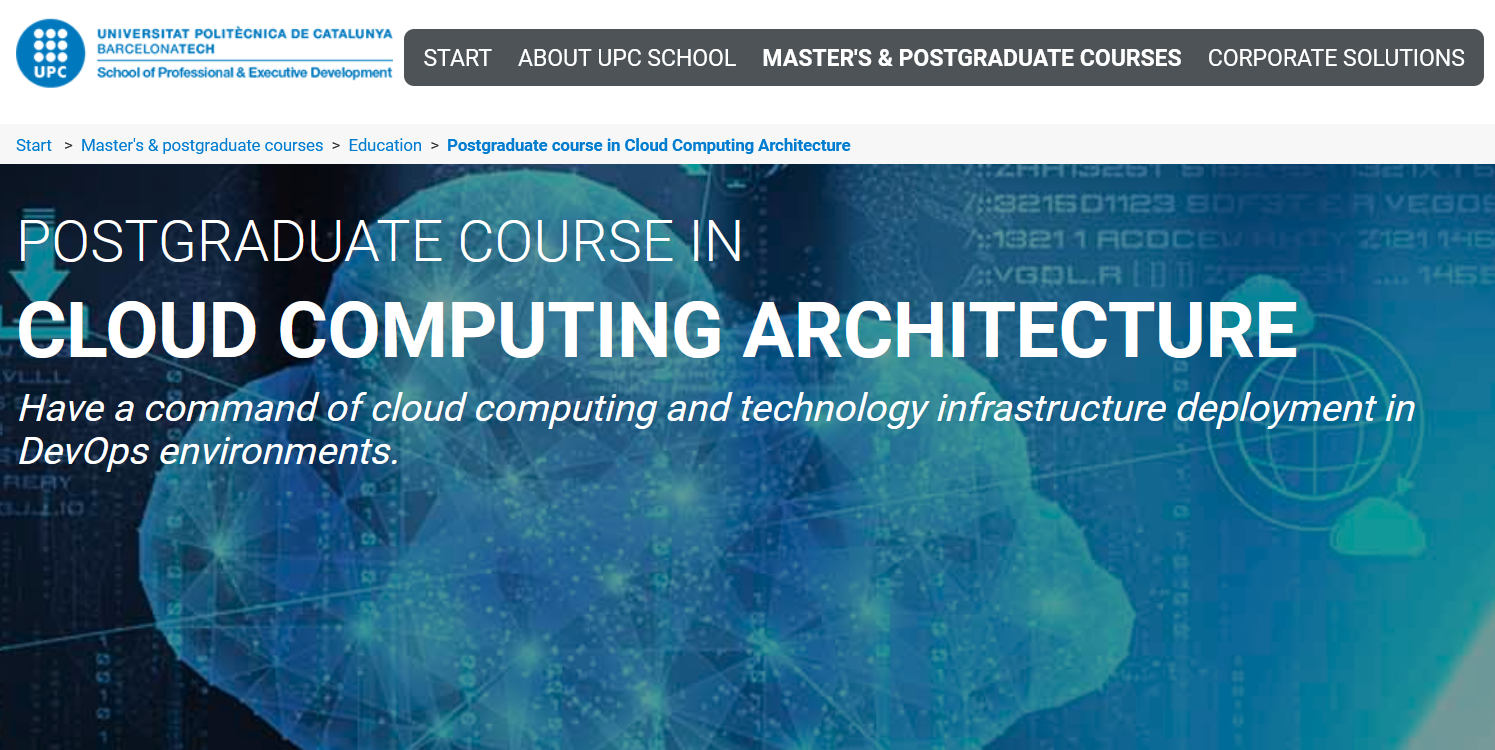 UNIVERSITAT POLITÈCNICA DE CATALUNYA
BARCELONATECH
School of Professional & Executive Development
UPC
START ABOUT UPC SCHOOL MASTER'S & POSTGRADUATE COURSES CORPORATE SOLUTIONS
Start > Master's & postgraduate courses > Education > Postgraduate course in Cloud Computing Architecture
POSTGRADUATE COURSE IN
CLOUD COMPUTING ARCHITECTURE
Have a command of cloud computing and technology infrastructure deployment in
DevOps environments.